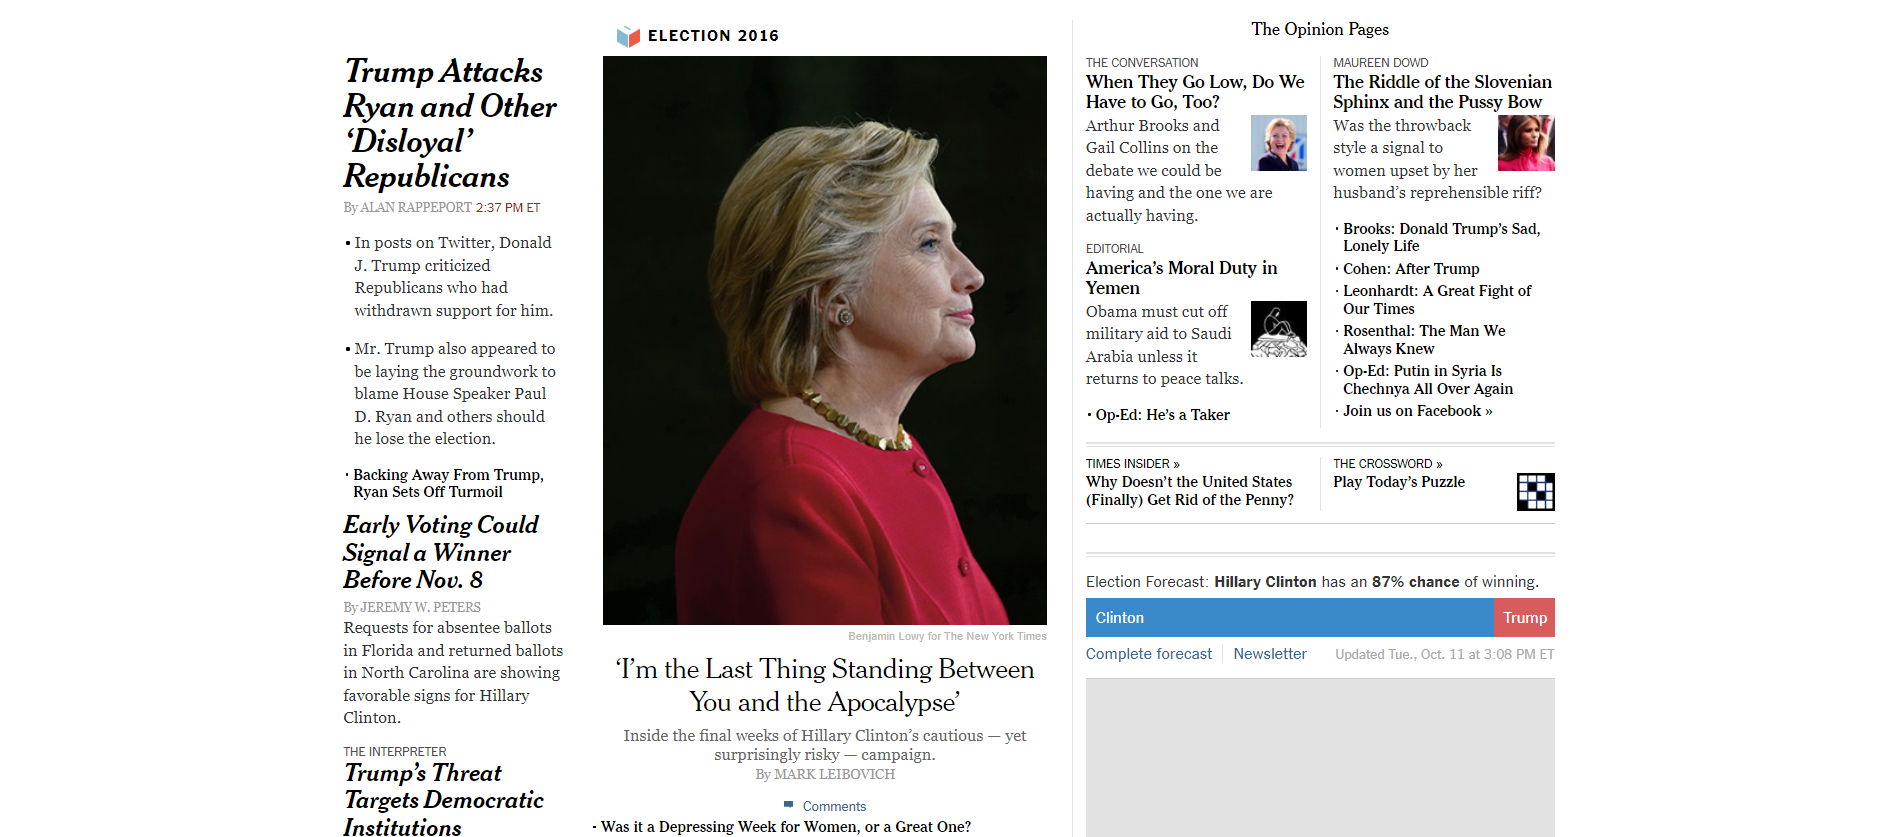 ELECTION 2016
Trump Attacks
Ryan and Other
‘Disloyal’
Republicans
By ALAN RAPPEPORT 2:37 PM ET
• In posts on Twitter, Donald
J. Trump criticized
Republicans who had
withdrawn support for him.
• Mr. Trump also appeared to
be laying the groundwork to
blame House Speaker Paul
D. Ryan and others should
he lose the election.
· Backing Away From Trump,
Ryan Sets Off Turmoil
Early Voting Could
Signal a Winner
Before Nov. 8
By JEREMY W. PETERS
Requests for absentee ballots
in Florida and returned ballots
in North Carolina are showing
favorable signs for Hillary
Clinton.
THE INTERPRETER
Trump’s Threat
Targets Democratic
Institutions
Benjamin Lowy for The New York Times
‘I’m the Last Thing Standing Between
You and the Apocalypse’
Inside the final weeks of Hillary Clinton’s cautious — yet
surprisingly risky — campaign.
By MARK LEIBOVICH
Comments
· Was it a Depressing Week for Women, or a Great One?
The Opinion Pages
THE CONVERSATION
When They Go Low, Do We
Have to Go, Too?
Arthur Brooks and
Gail Collins on the
debate we could be
having and the one we are
actually having.
EDITORIAL
America’s Moral Duty in
Yemen
Obama must cut off
military aid to Saudi
Arabia unless it
returns to peace talks.
· Op-Ed: He’s a Taker
MAUREEN DOWD
The Riddle of the Slovenian
Sphinx and the Pussy Bow
Was the throwback
style a signal to
women upset by her
husband’s reprehensible riff?
· Brooks: Donald Trump’s Sad,
Lonely Life
· Cohen: After Trump
· Leonhardt: A Great Fight of
Our Times
· Rosenthal: The Man We
Always Knew
· Op-Ed: Putin in Syria Is
Chechnya All Over Again
· Join us on Facebook »
TIMES INSIDER »
Why Doesn’t the United States
(Finally) Get Rid of the Penny?
THE CROSSWORD »
Play Today’s Puzzle
Election Forecast: Hillary Clinton has an 87% chance of winning.
Clinton Trump
Complete forecast Newsletter Updated Tue., Oct. 11 at 3:08 PM ET